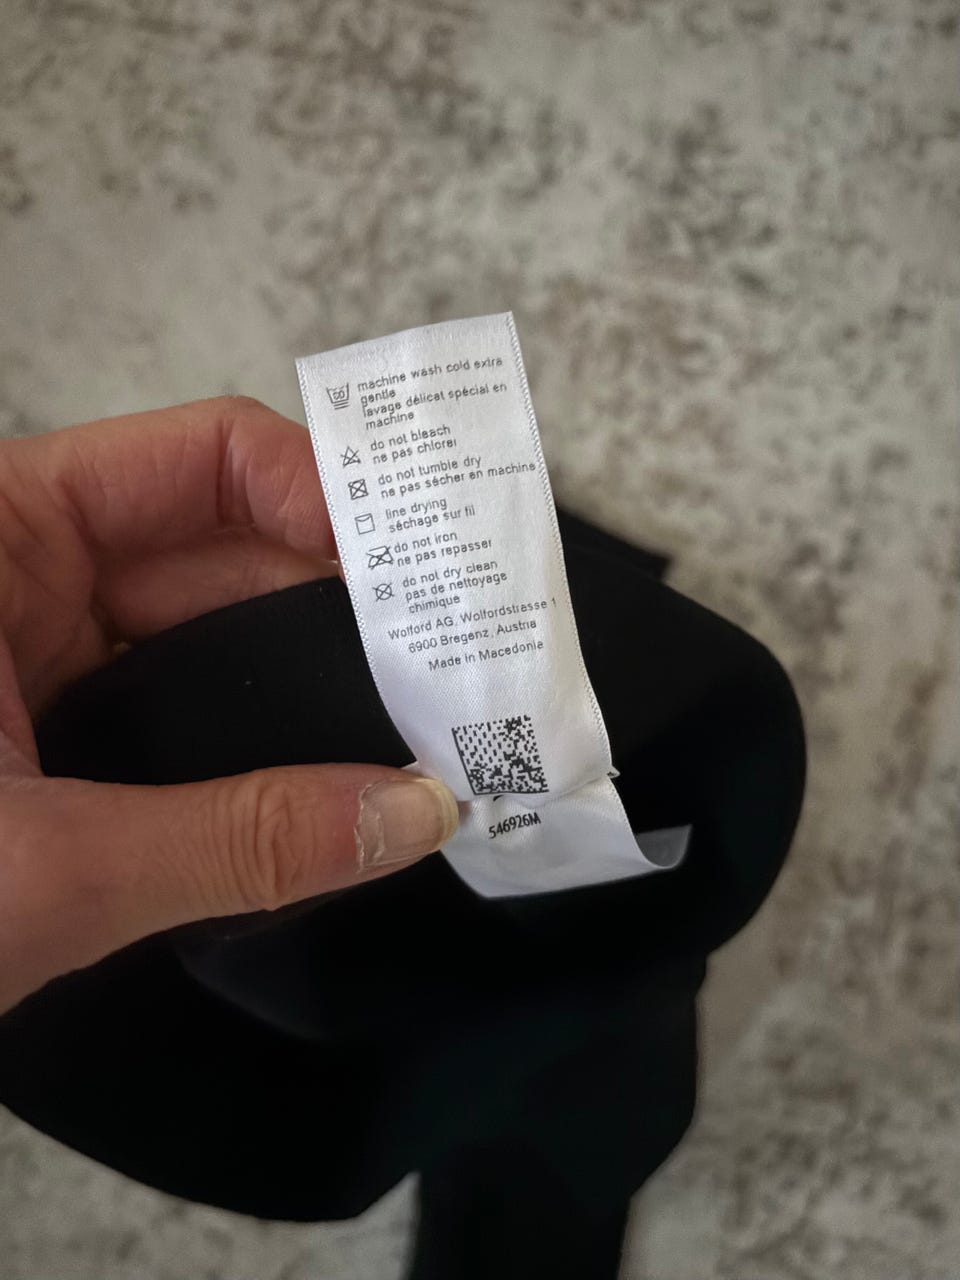 machine wash cold extra
gentle
lavage délicat spécial en
machine
do not bleach
ne pas chlorer
do not tumble dry
ne pas sécher en machine
line drying
séchage sur fil
do not iron
ne pas repasser
do not dry clean
pas de nettoyage
chimique
Wolford AG, Wolfordstrasse 1
6900 Bregenz, Austria
Made in Macedonia
546926M